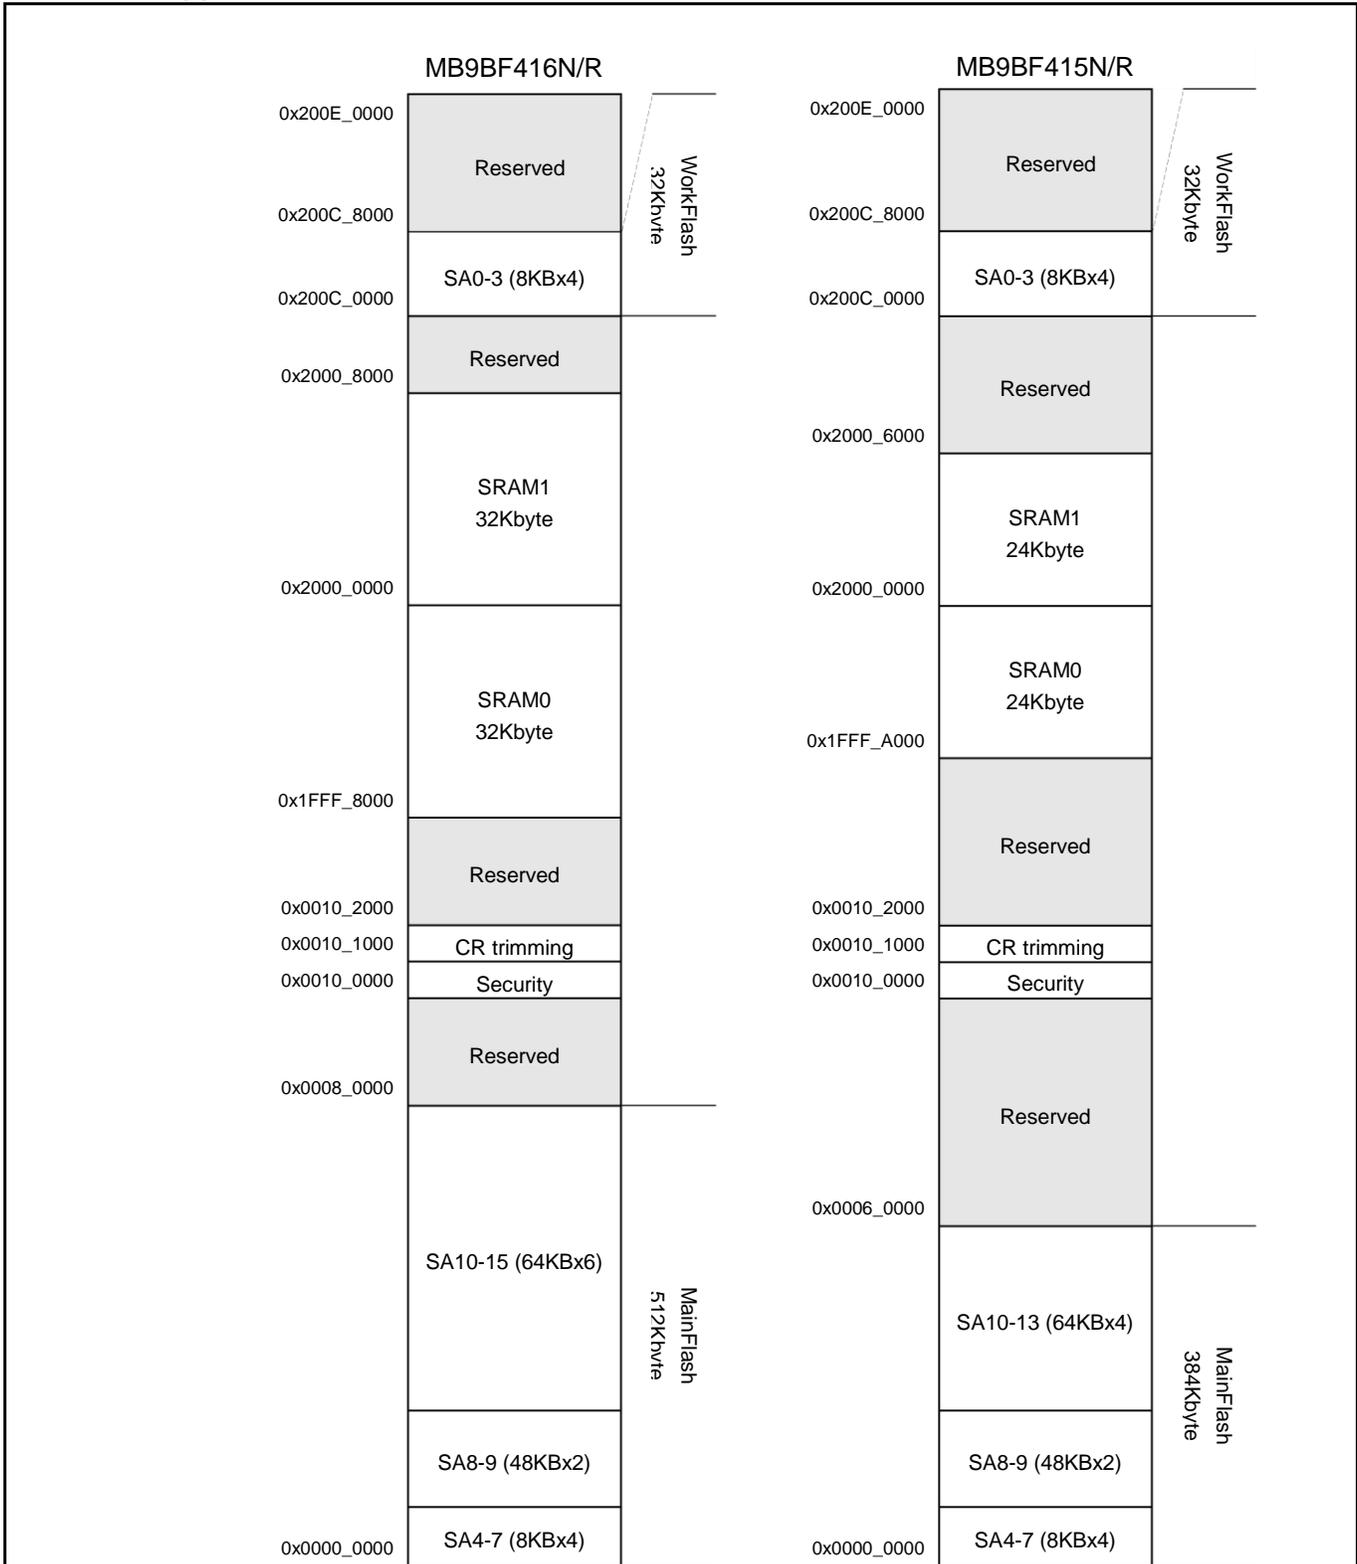 MB9BF416N/R
0x200E_0000
Reserved
0x200C_8000
SA0-3 (8KBx4)
0x200C_0000
WorkFlash
32Kbyte
Reserved
0x2000_8000
SRAM1
32Kbyte
0x2000_0000
SRAM0
32Kbyte
0x1FFF_8000
Reserved
0x0010_2000
0x0010_1000
CR trimming
0x0010_0000
Security
Reserved
0x0008_0000
SA10-15 (64KBx6)
MainFlash
512Kbyte
SA8-9 (48KBx2)
SA4-7 (8KBx4)
0x0000_0000
MB9BF415N/R
0x200E_0000
Reserved
0x200C_8000
SA0-3 (8KBx4)
0x200C_0000
WorkFlash
32Kbyte
Reserved
0x2000_6000
SRAM1
24Kbyte
0x2000_0000
SRAM0
24Kbyte
0x1FFF_A000
Reserved
0x0010_2000
0x0010_1000
CR trimming
0x0010_0000
Security
Reserved
0x0006_0000
SA10-13 (64KBx4)
MainFlash
384Kbyte
SA8-9 (48KBx2)
SA4-7 (8KBx4)
0x0000_0000